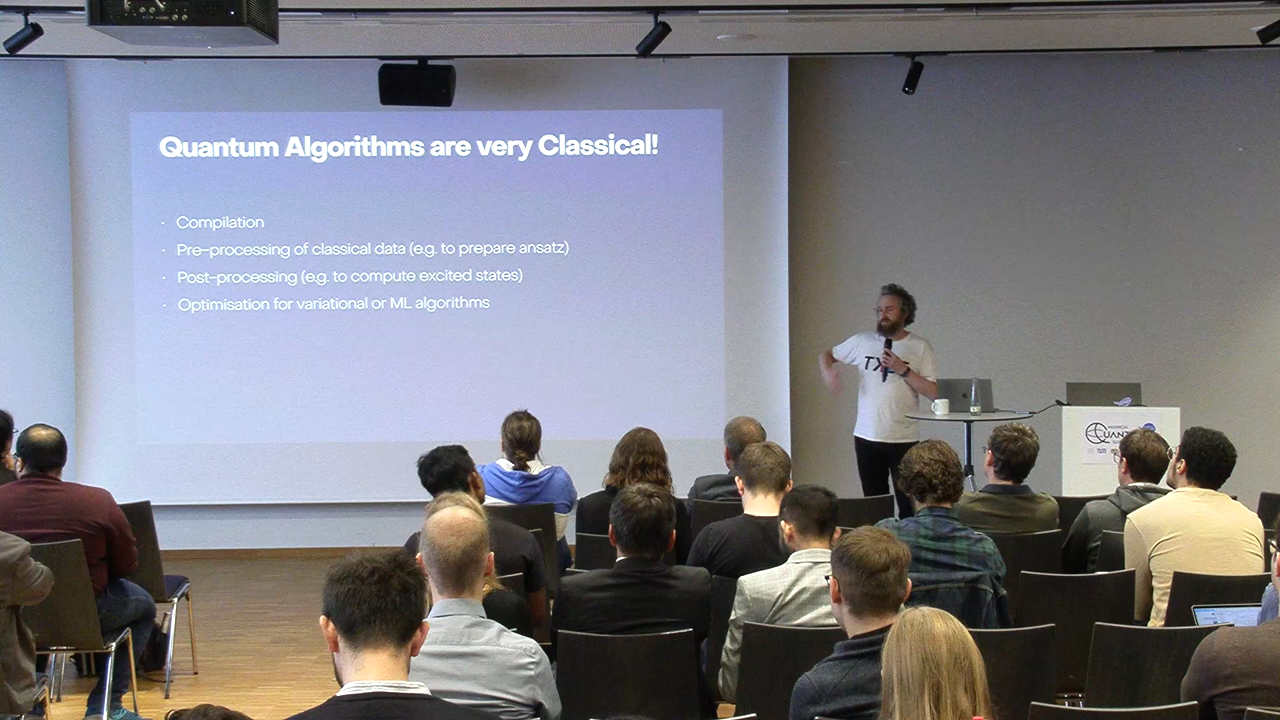 Quantum Algorithms are very Classical!
· Compilation
· Pre-processing of classical data (e.g. to prepare ansatz)
· Post-processing (e.g. to compute excited states)
· Optimisation for variational or ML algorithms